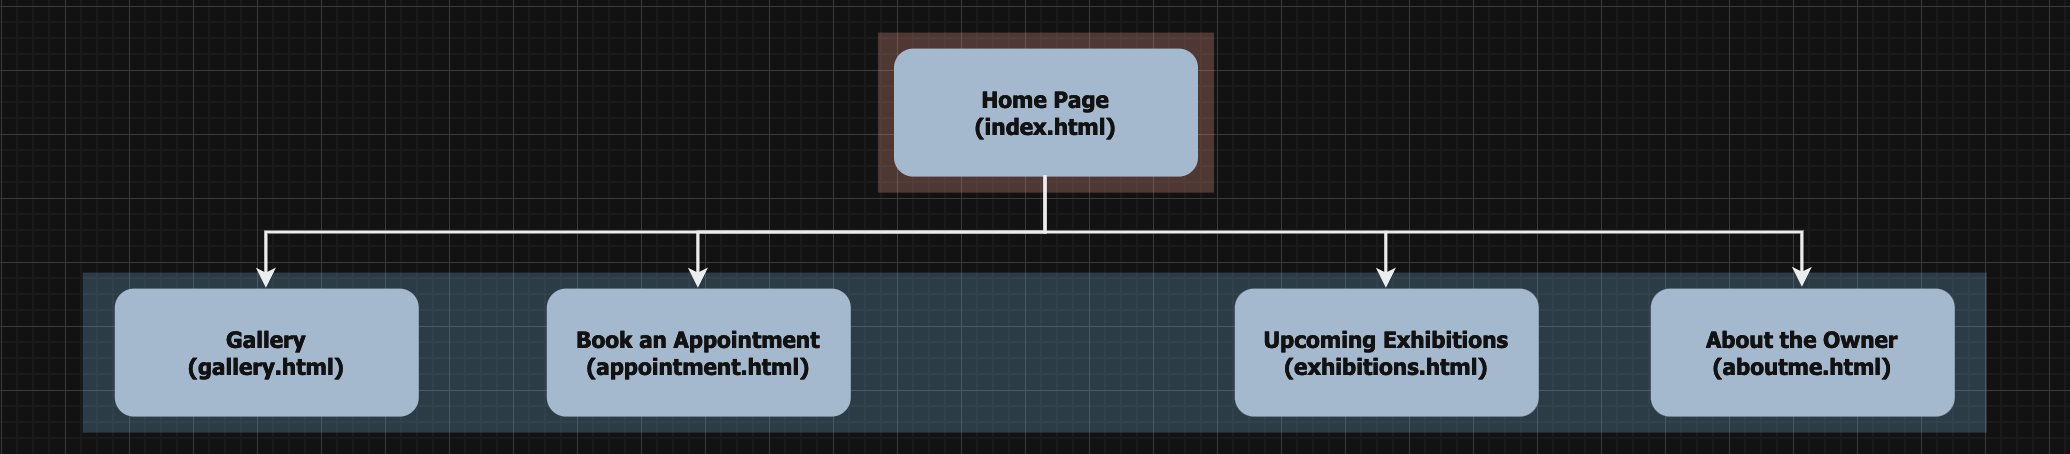 Home Page
(index.html)
Gallery
(gallery.html)
Book an Appointment
(appointment.html)
Upcoming Exhibitions
(exhibitions.html)
About the Owner
(aboutme.html)